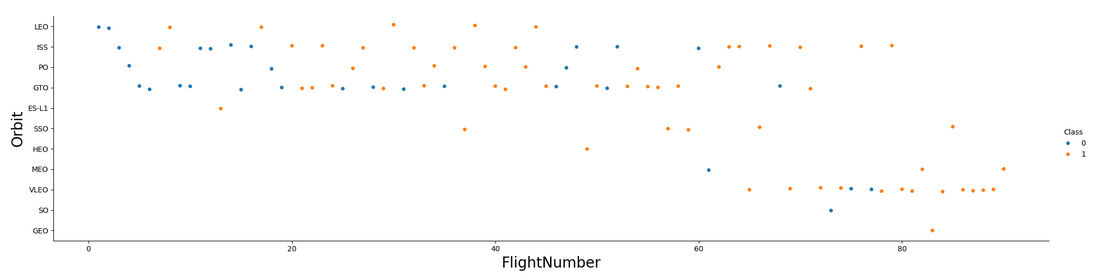 LEO
ISS
PO
GTO
ES-L1
SSO
HEO
MEO
VLEO
SO
GEO
Orbit
0 20 40 60 80
FlightNumber
Class
0
1